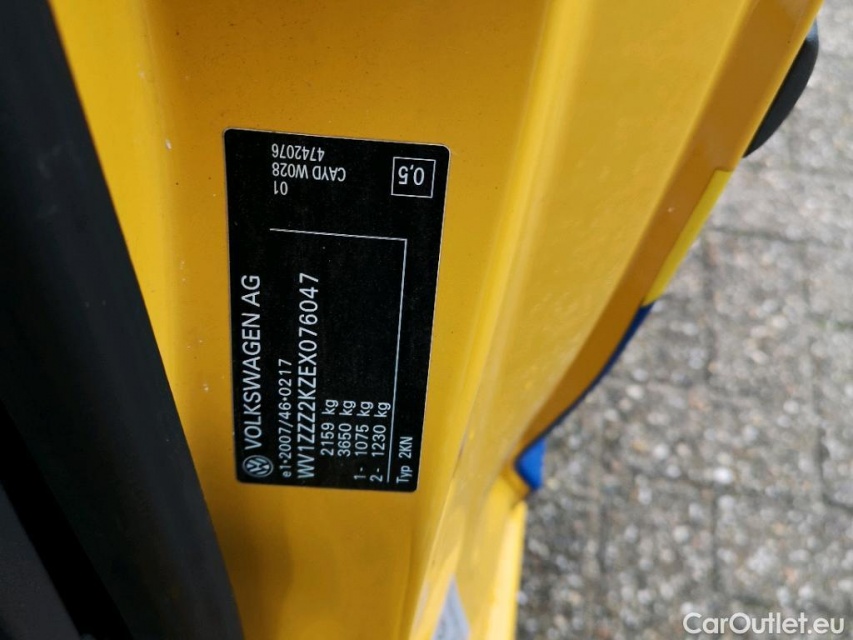 VOLKSWAGEN AG
e1*2007/46*0217
WV1ZZZ2KZEX076047
2159 kg
3650 kg
1- 1075 kg
2- 1230 kg
Typ 2KN
01
CAYD W028
4742076
0,5
CarOutlet.eu